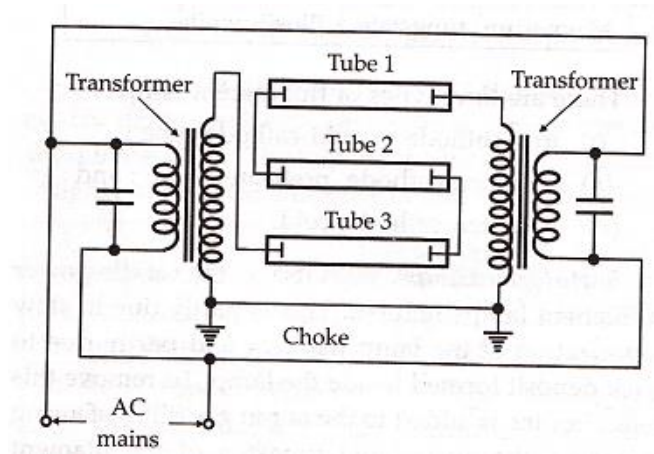 Tube 1
Transformer
Transformer
Tube 2
Tube 3
Choke
AC
mains